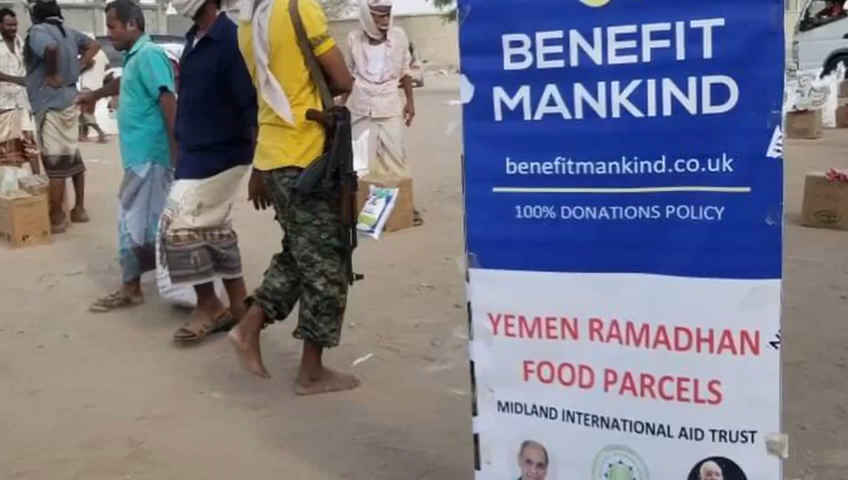 BENEFIT
MANKIND
benefitmankind.co.uk
100% DONATIONS POLICY
YEMEN RAMADHAN
FOOD PARCELS
MIDLAND INTERNATIONAL AID TRUST